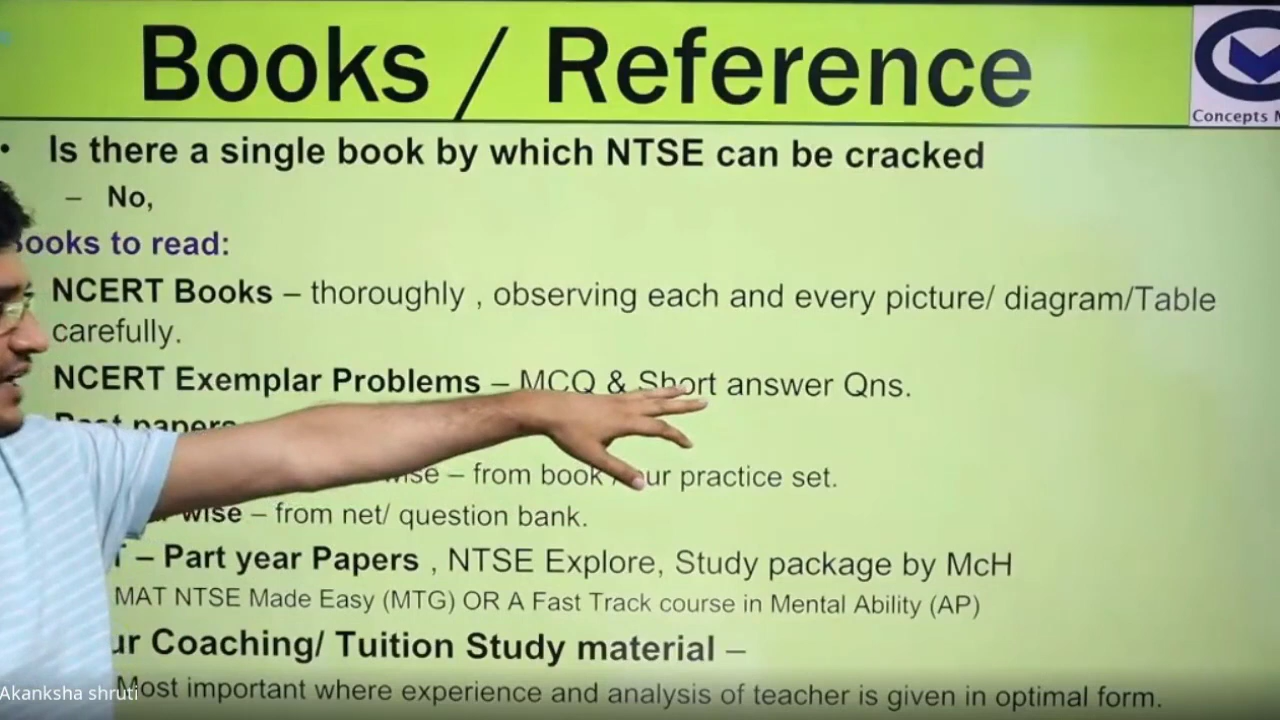 Books / Reference
Concepts
• Is there a single book by which NTSE can be cracked
– No,
ooks to read:
NCERT Books – thoroughly , observing each and every picture/ diagram/Table
carefully.
NCERT Exemplar Problems – MCQ & Short answer Qns.
Past papers
– from book / our practice set.
wise – from net/ question bank.
– Part year Papers , NTSE Explore, Study package by McH
MAT NTSE Made Easy (MTG) OR A Fast Track course in Mental Ability (AP)
ur Coaching/ Tuition Study material –
Most important where experience and analysis of teacher is given in optimal form.
Akanksha shruti